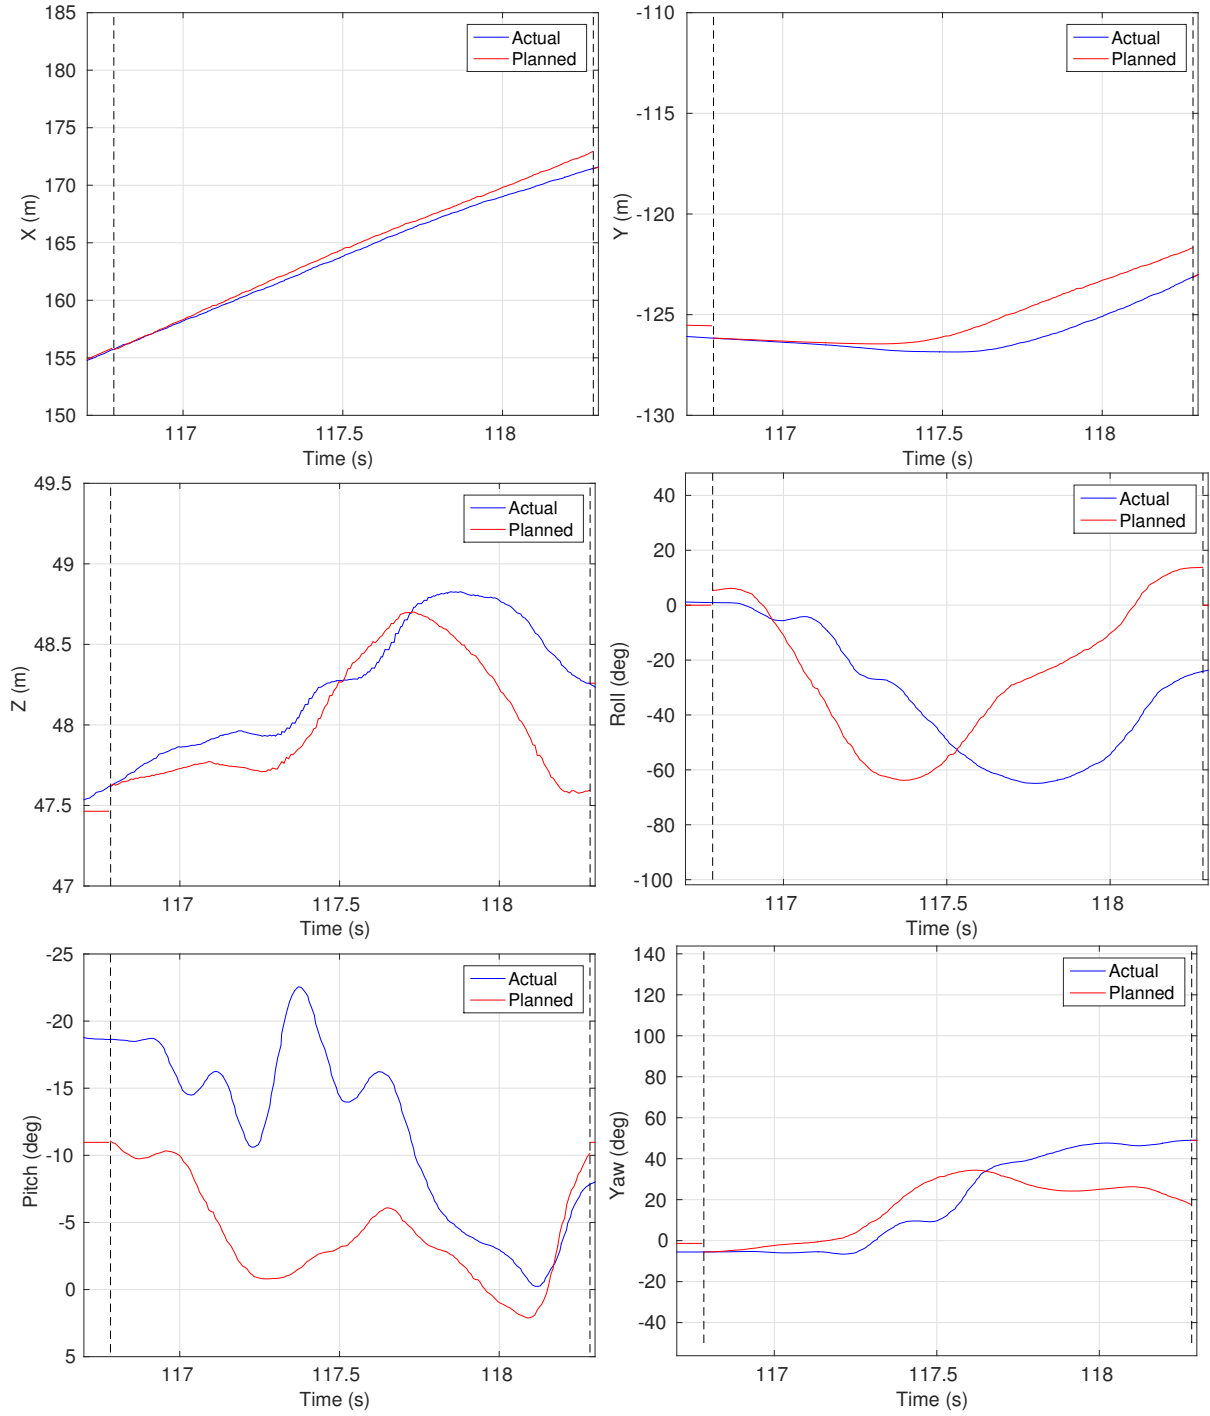 185
180
175
170
165
160
155
150
X (m)
117
117.5
118
Time (s)
Actual
Planned
-110
-115
-120
-125
-130
Y (m)
117
117.5
118
Time (s)
Actual
Planned
49.5
49
48.5
48
47.5
47
Z (m)
117
117.5
118
Time (s)
Actual
Planned
40
20
0
-20
-40
-60
-80
-100
Roll (deg)
117
117.5
118
Time (s)
Actual
Planned
-25
-20
-15
-10
-5
0
5
Pitch (deg)
117
117.5
118
Time (s)
Actual
Planned
140
120
100
80
60
40
20
0
-20
-40
Yaw (deg)
117
117.5
118
Time (s)
Actual
Planned